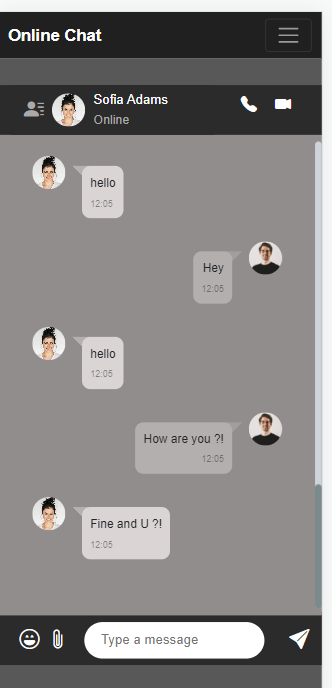 Online Chat
Sofia Adams
Online
hello
12:05
Hey
12:05
hello
12:05
How are you ?!
12:05
Fine and U ?!
12:05
Type a message